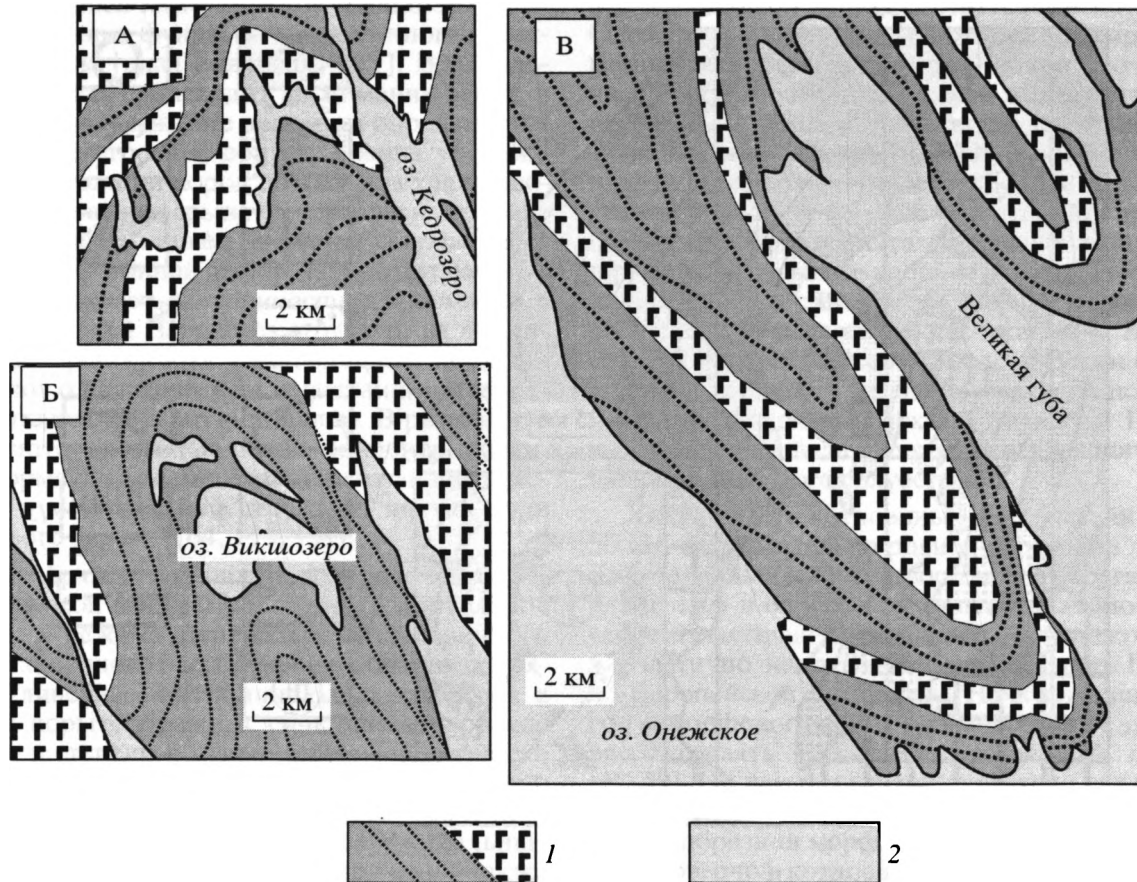 А
оз. Кедрозеро
2 км
Б
оз. Викшозеро
2 км
В
Великая губа
2 км
оз. Онежское
1
2